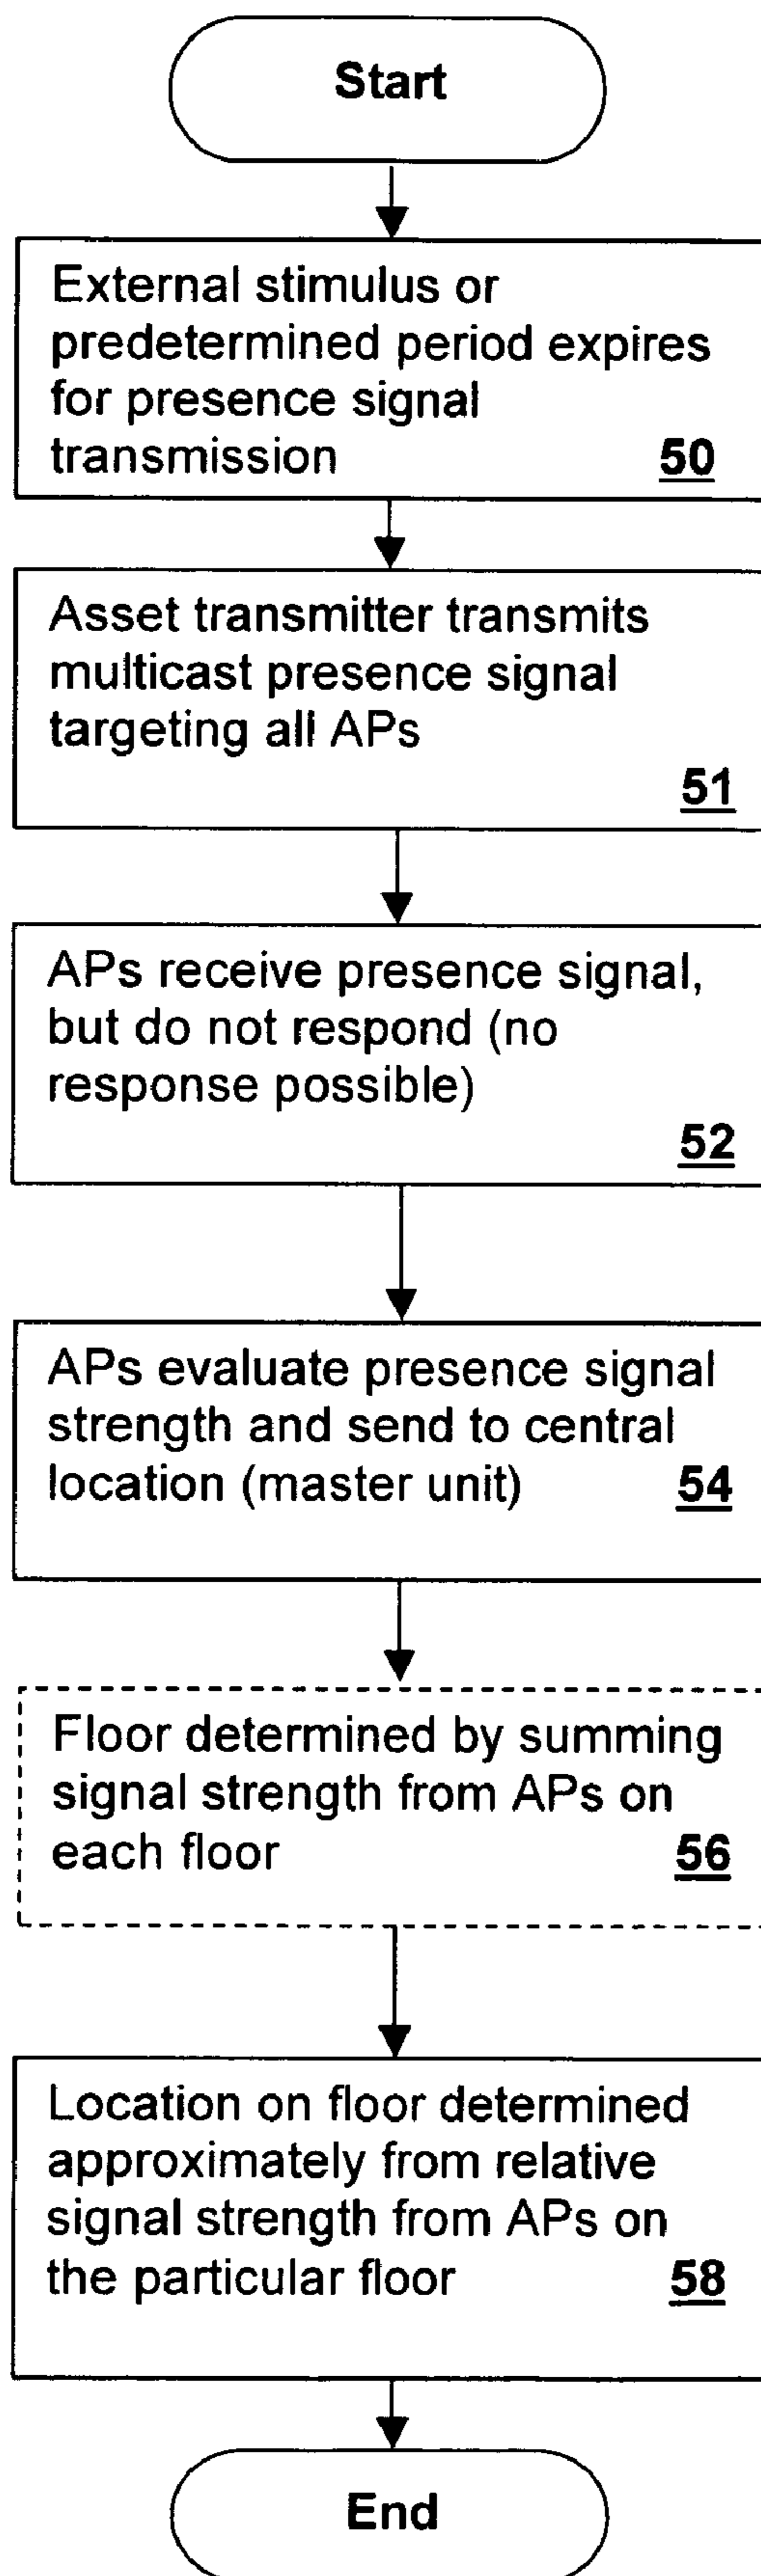 Start
External stimulus or
predetermined period expires
for presence signal
transmission 50
Asset transmitter transmits
multicast presence signal
targeting all APs
51
APs receive presence signal,
but do not respond (no
response possible)
52
APs evaluate presence signal
strength and send to central
location (master unit) 54
Floor determined by summing
signal strength from APs on
each floor 56
Location on floor determined
approximately from relative
signal strength from APs on
the particular floor 58
End